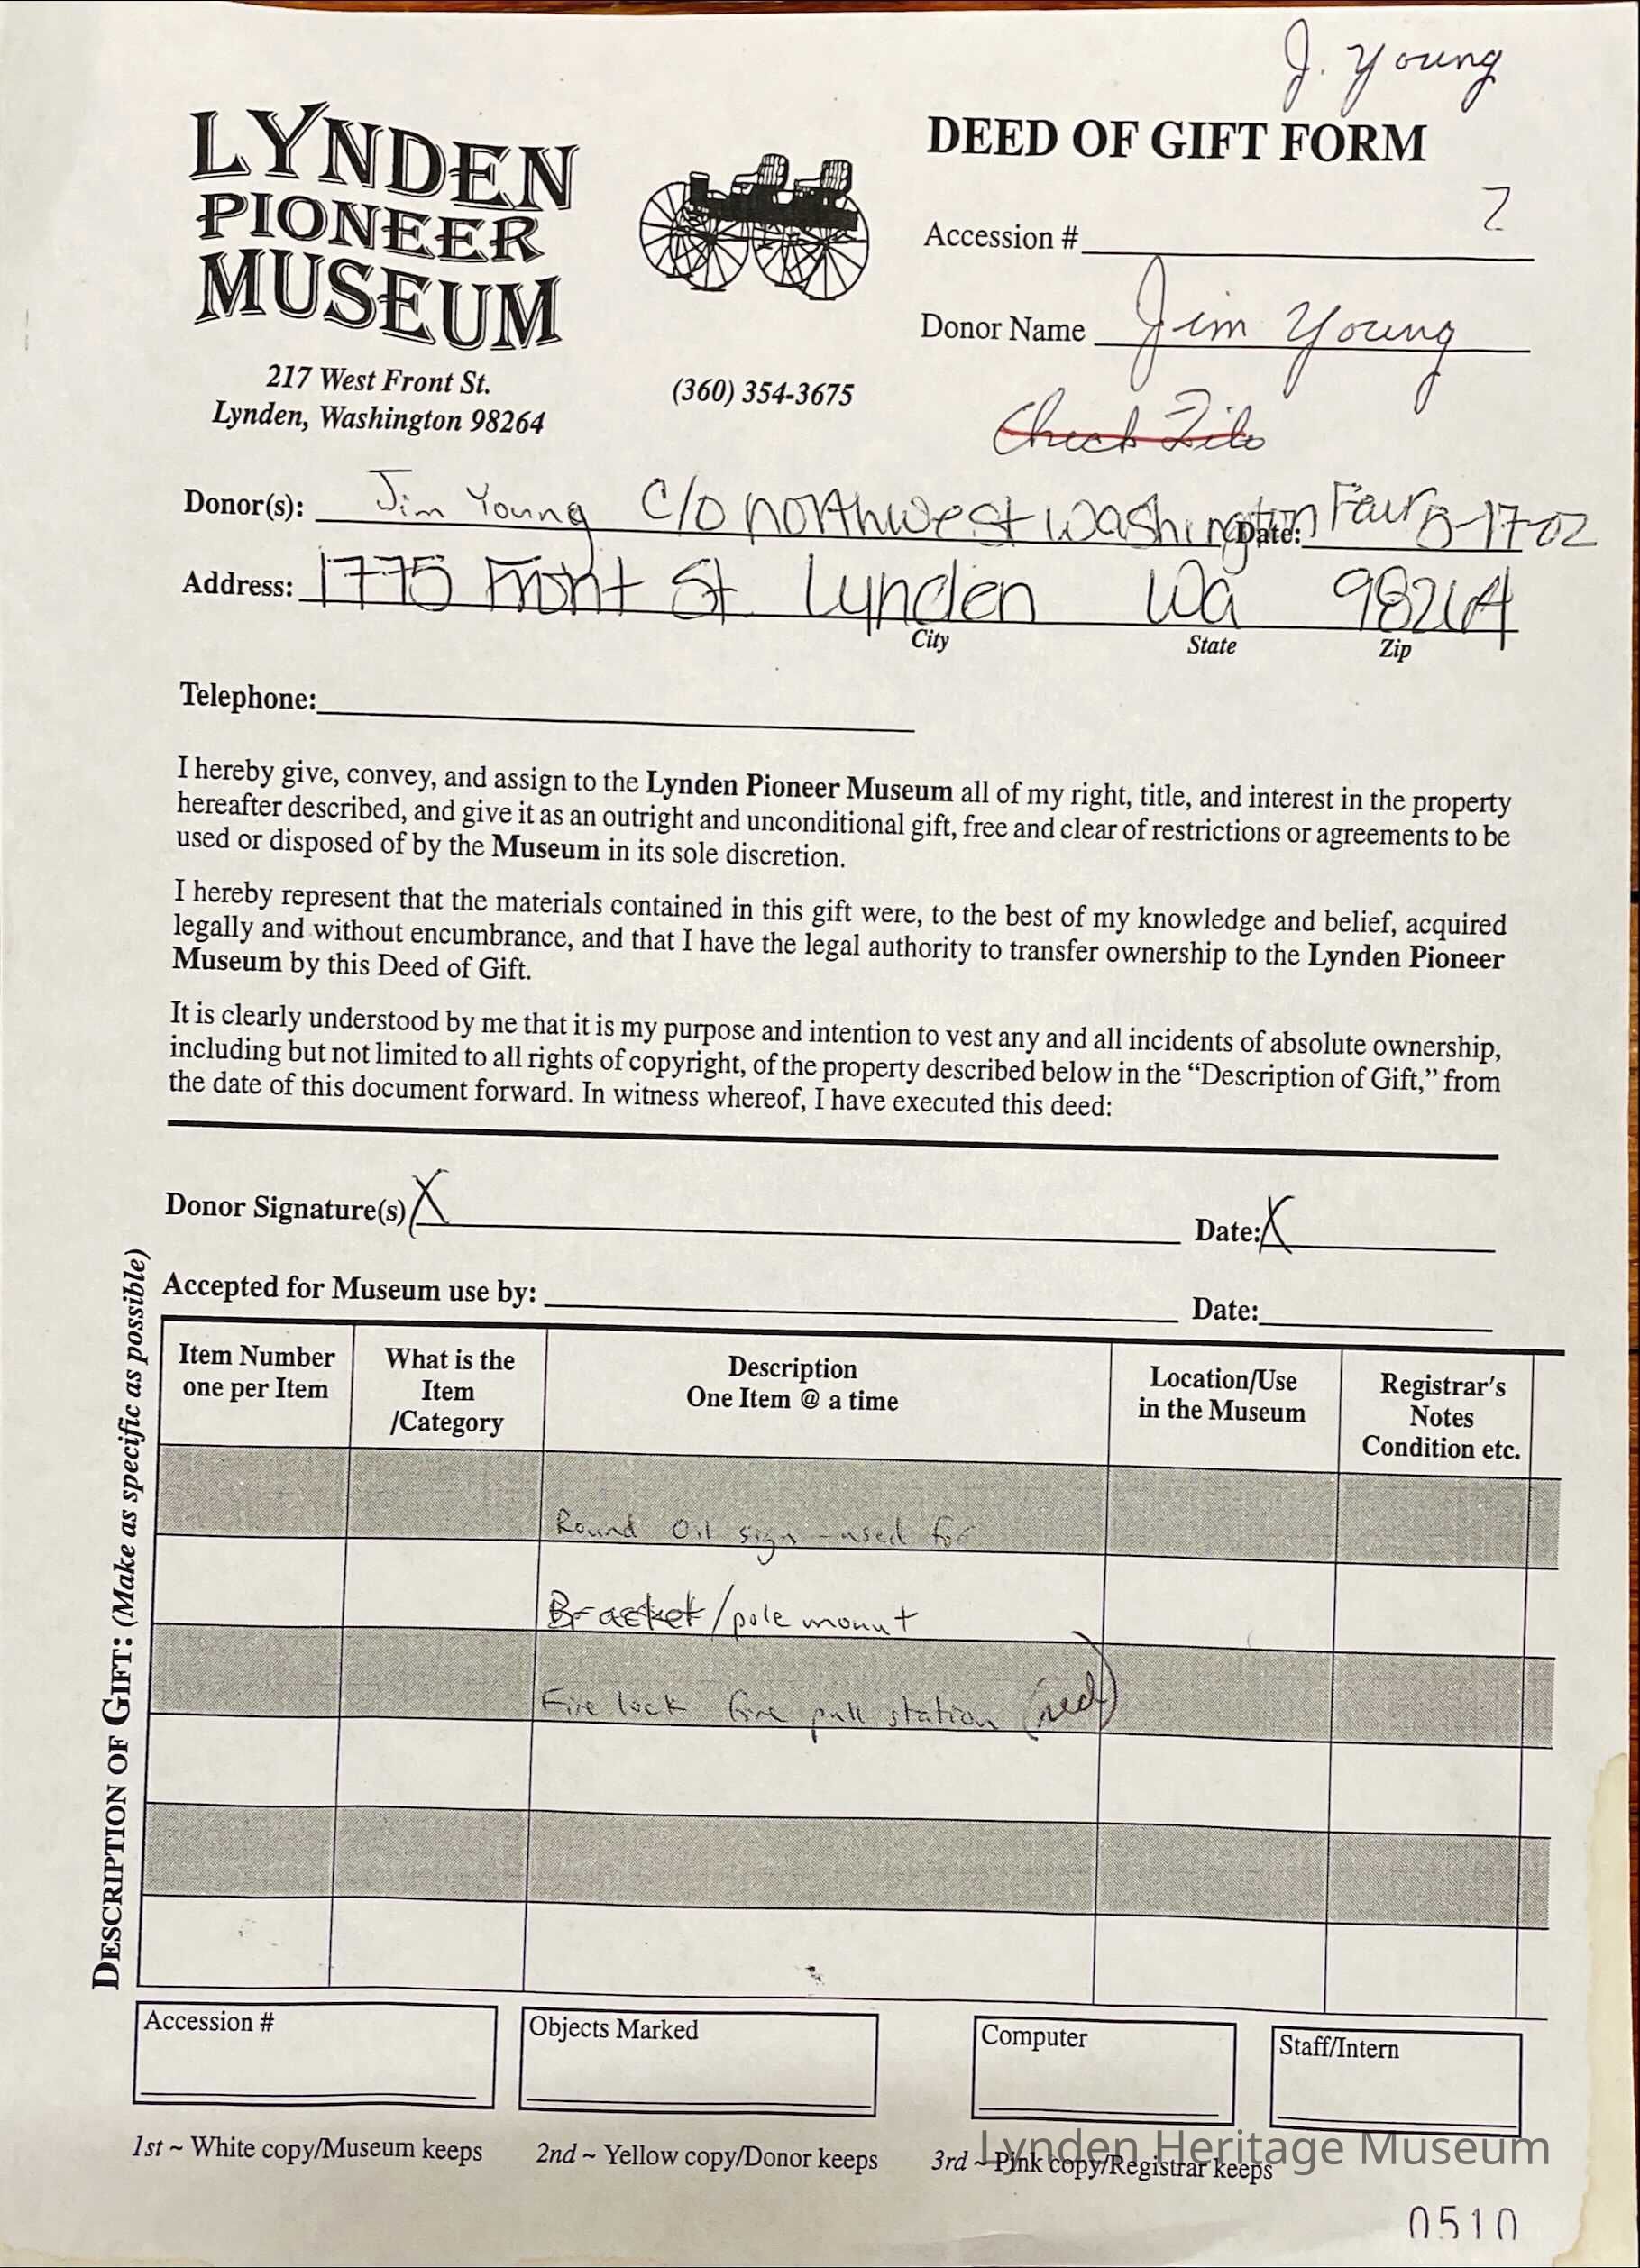 J. Young
LYNDEN
PIONEER
MUSEUM
217 West Front St.
Lynden, Washington 98264
(360) 354-3675
DEED OF GIFT FORM
Accession #
Donor Name Jim Young
Check File
Donor(s): Jim Young C/O northwest Washington Fair Date: 8-17-02
Address: 1775 Front St Lynden Wa 98264
City State Zip
Telephone:
I hereby give, convey, and assign to the Lynden Pioneer Museum all of my right, title, and interest in the property
hereafter described, and give it as an outright and unconditional gift, free and clear of restrictions or agreements to be
used or disposed of by the Museum in its sole discretion.
I hereby represent that the materials contained in this gift were, to the best of my knowledge and belief, acquired
legally and without encumbrance, and that I have the legal authority to transfer ownership to the Lynden Pioneer
Museum by this Deed of Gift.
It is clearly understood by me that it is my purpose and intention to vest any and all incidents of absolute ownership,
including but not limited to all rights of copyright, of the property described below in the “Description of Gift,” from
the date of this document forward. In witness whereof, I have executed this deed:
Donor Signature(s) X Date: X
Accepted for Museum use by: Date:
DESCRIPTION OF GIFT: (Make as specific as possible)
Item Number
one per Item
What is the
Item
/Category
Description
One Item @ a time
Location/Use
in the Museum
Registrar's
Notes
Condition etc.
Round Oil sign - used for
Bracket/pole mount
Fire lock fire pull station (red)
Accession #
Objects Marked
Computer
Staff/Intern
1st ~ White copy/Museum keeps
2nd ~ Yellow copy/Donor keeps
3rd ~ Pink copy/Registrar keeps
Lynden Heritage Museum
0510